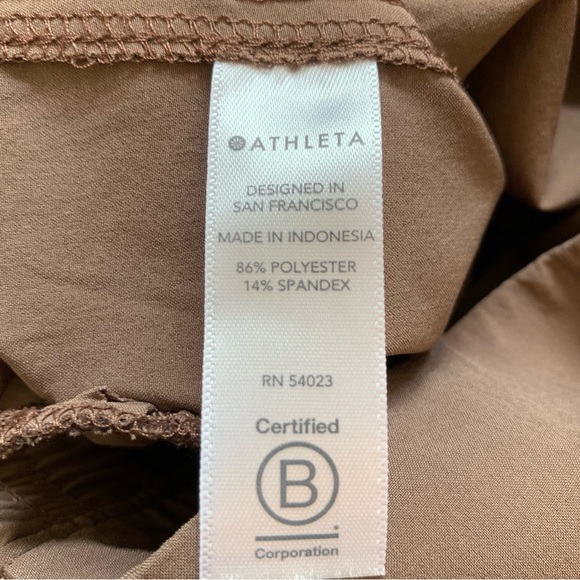 ATHLETA
DESIGNED IN
SAN FRANCISCO
MADE IN INDONESIA
86% POLYESTER
14% SPANDEX
RN 54023
Certified
B
Corporation